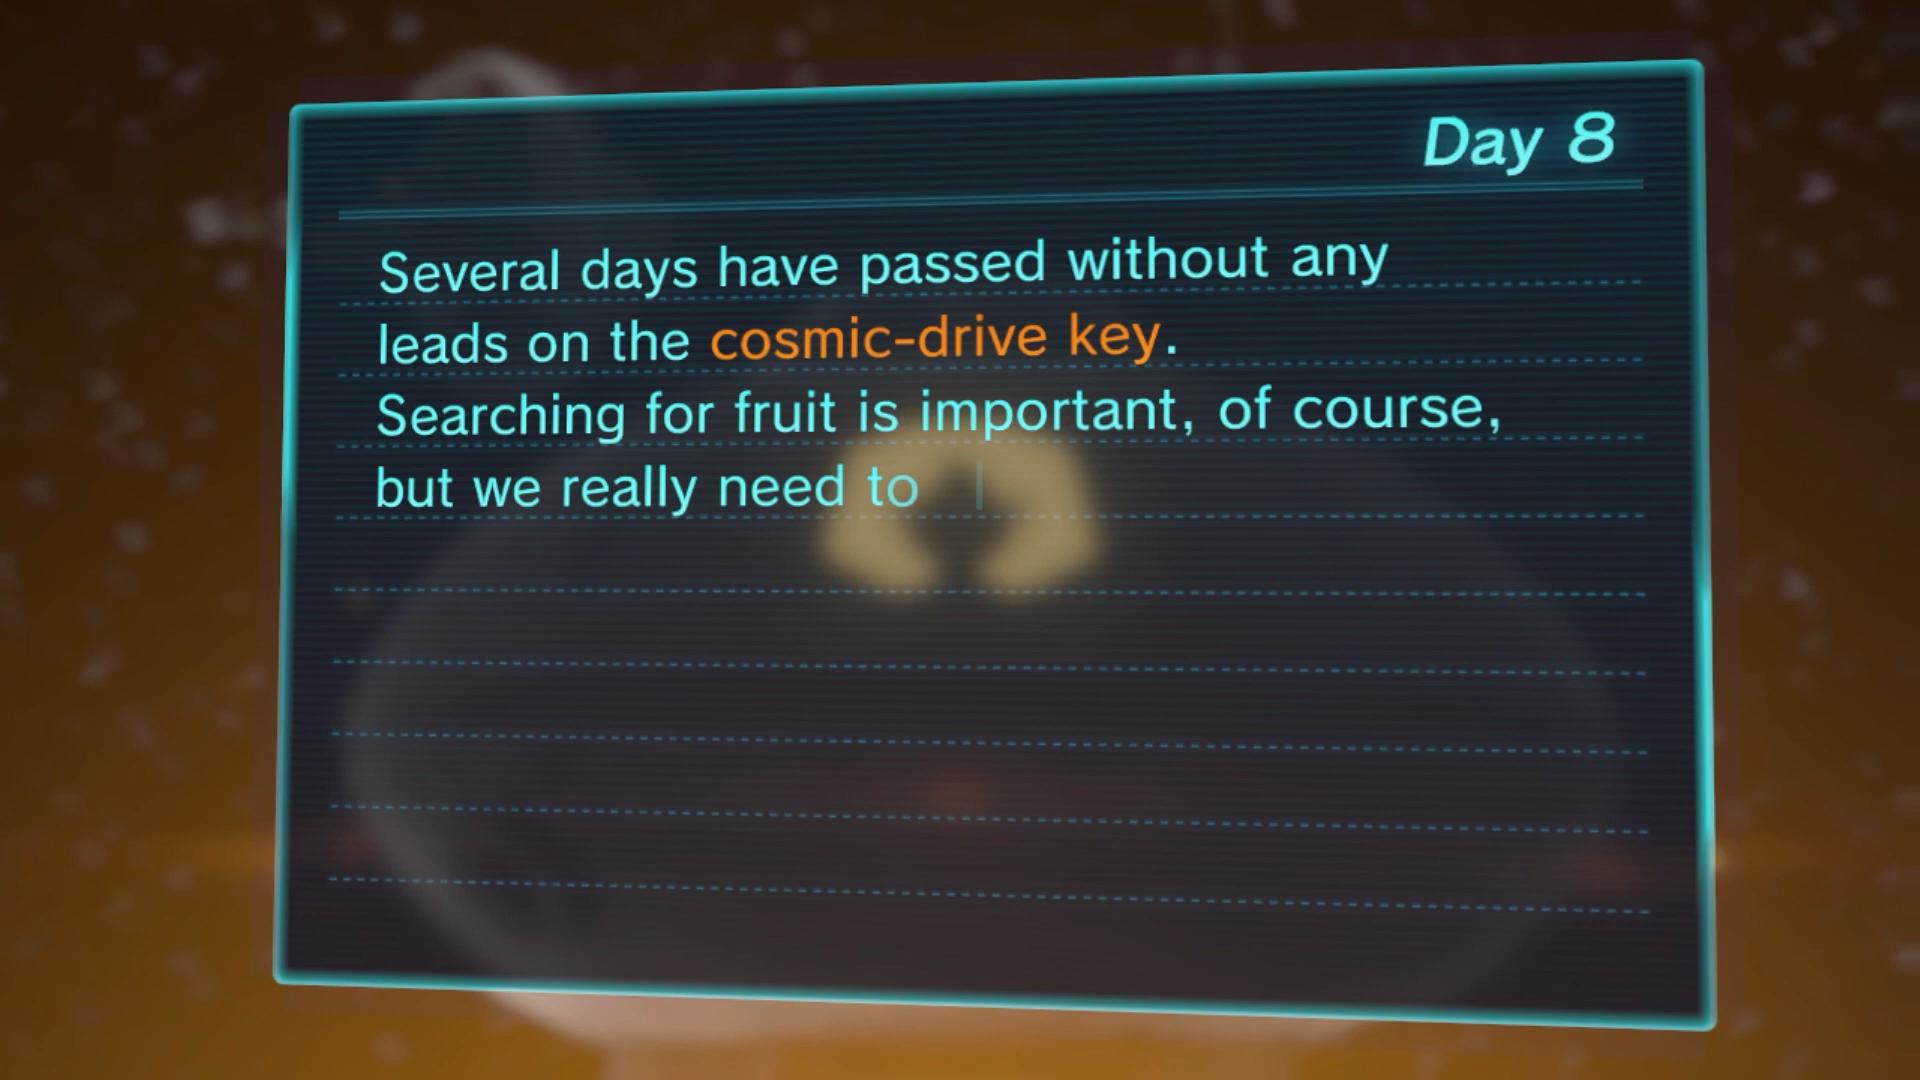 Day 8
Several days have passed without any
leads on the cosmic-drive key.
Searching for fruit is important, of course,
but we really need to